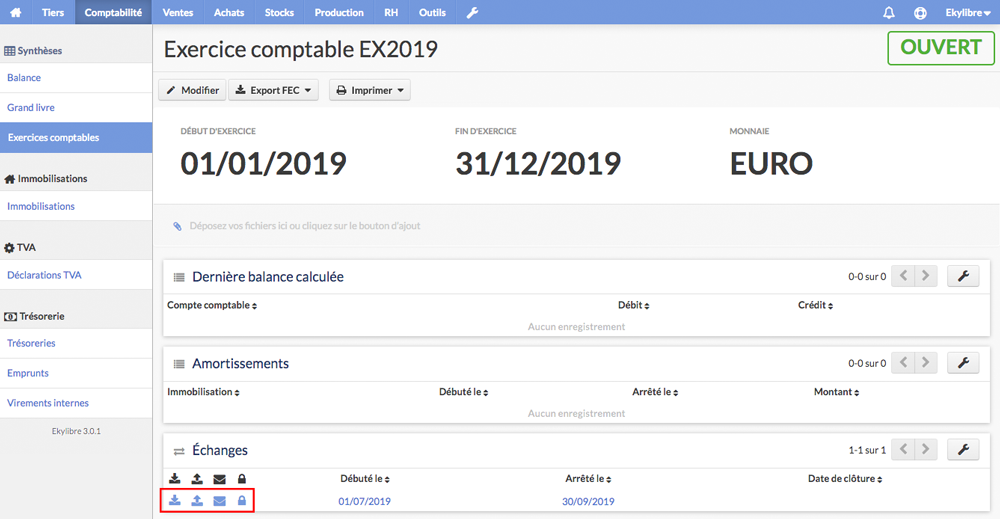 Tiers Comptabilité Ventes Achats Stocks Production RH Outils Ekylibre
Synthèses
Balance
Grand livre
Exercices comptables
Immobilisations
Immobilisations
TVA
Déclarations TVA
Trésorerie
Trésoreries
Emprunts
Virements internes
Ekylibre 3.0.1
Exercice comptable EX2019
OUVERT
Modifier Export FEC Imprimer
DÉBUT D'EXERCICE FIN D'EXERCICE MONNAIE
01/01/2019 31/12/2019 EURO
Déposez vos fichiers ici ou cliquez sur le bouton d'ajout
Dernière balance calculée 0-0 sur 0
Compte comptable Débit Crédit
Aucun enregistrement
Amortissements 0-0 sur 0
Immobilisation Débuté le Arrêté le Montant
Aucun enregistrement
Échanges 1-1 sur 1
Débuté le Arrêté le Date de clôture
01/07/2019 30/09/2019